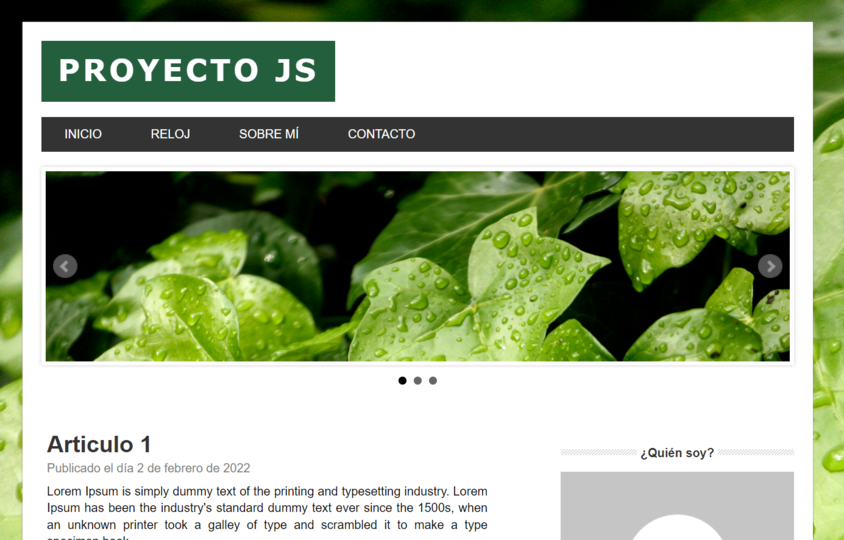 PROYECTO JS
INICIO RELOJ SOBRE MÍ CONTACTO
Articulo 1
Publicado el día 2 de febrero de 2022
Lorem Ipsum is simply dummy text of the printing and typesetting industry. Lorem
Ipsum has been the industry's standard dummy text ever since the 1500s, when
an unknown printer took a galley of type and scrambled it to make a type
specimen book
¿Quién soy?